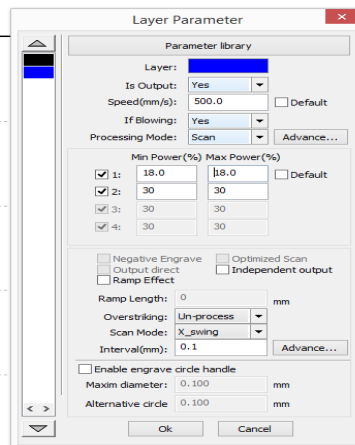 Layer Parameter
Parameter library
Layer:
Is Output: Yes
Speed(mm/s): 500.0 Default
If Blowing: Yes
Processing Mode: Scan Advance...
Min Power(%) Max Power(%)
1: 18.0 18.0 Default
2: 30 30
3: 30 30
4: 30 30
Negative Engrave Optimized Scan
Output direct Independent output
Ramp Effect
Ramp Length: 0 mm
Overstriking: Un-process
Scan Mode: X_swing
Interval(mm): 0.1 Advance...
Enable engrave circle handle
Maxim diameter: 0.100 mm
Alternative circle 0.100 mm
Ok Cancel